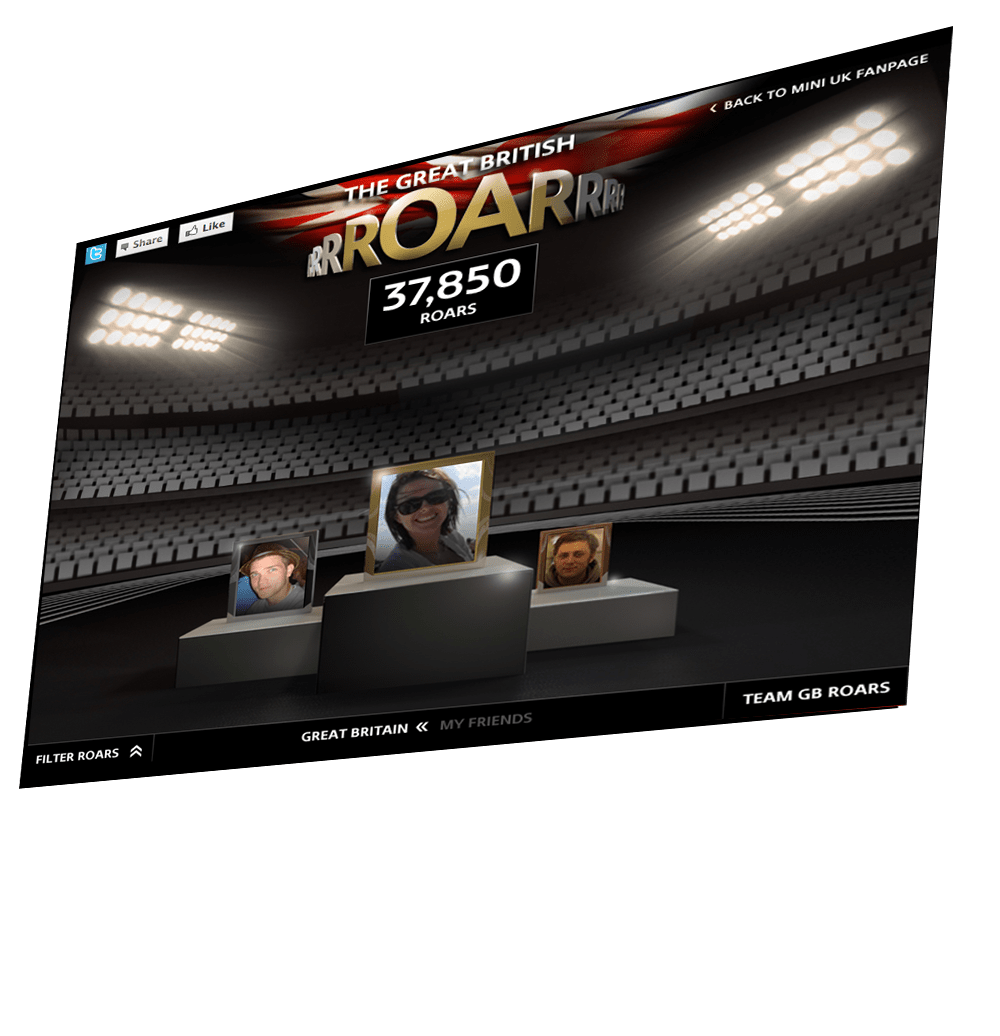 ‹ BACK TO MINI UK FANPAGE
THE GREAT BRITISH
RRRROARRRRR
Share
Like
37,850
ROARS
FILTER ROARS
GREAT BRITAIN « MY FRIENDS
TEAM GB ROARS